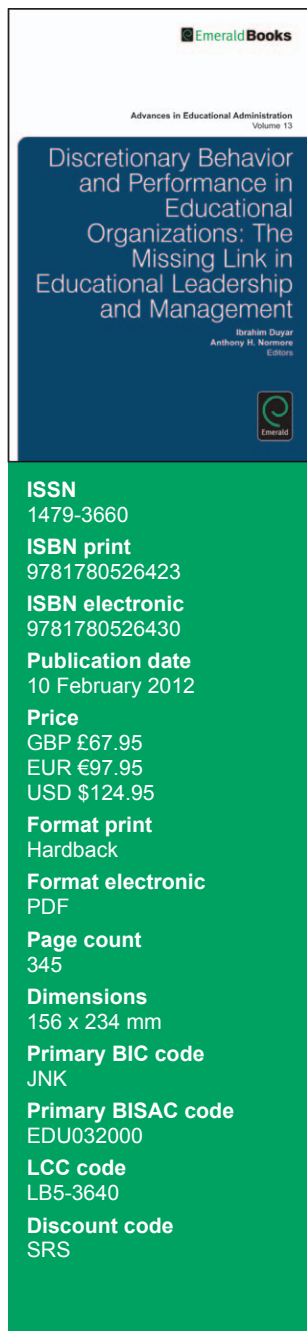 Emerald Books
Advances in Educational Administration
Volume 13
Discretionary Behavior
and Performance in
Educational
Organizations: The
Missing Link in
Educational Leadership
and Management
Ibrahim Duyar
Anthony H. Normore
Editors
Emerald
ISSN
1479-3660
ISBN print
9781780526423
ISBN electronic
9781780526430
Publication date
10 February 2012
Price
GBP £67.95
EUR €97.95
USD $124.95
Format print
Hardback
Format electronic
PDF
Page count
345
Dimensions
156 x 234 mm
Primary BIC code
JNK
Primary BISAC code
EDU032000
LCC code
LB5-3640
Discount code
SRS